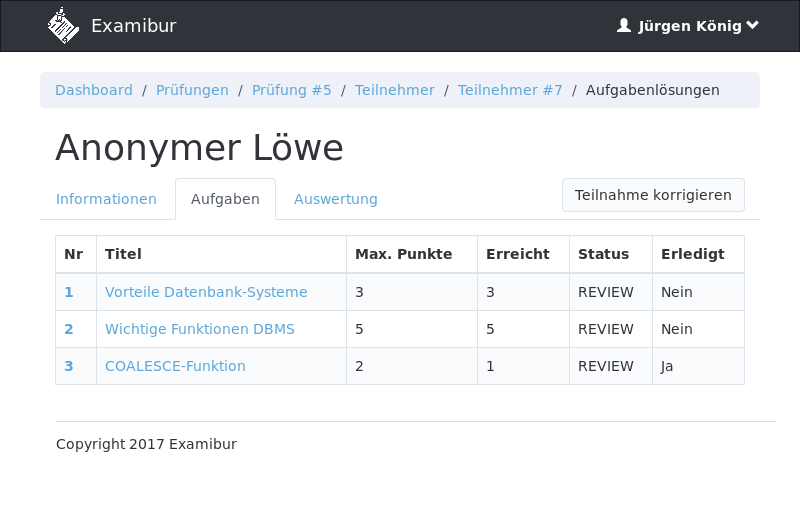 Examibur Jürgen König
Dashboard / Prüfungen / Prüfung #5 / Teilnehmer / Teilnehmer #7 / Aufgabenlösungen
Anonymer Löwe
Informationen Aufgaben Auswertung Teilnahme korrigieren
Nr Titel Max. Punkte Erreicht Status Erledigt
1 Vorteile Datenbank-Systeme 3 3 REVIEW Nein
2 Wichtige Funktionen DBMS 5 5 REVIEW Nein
3 COALESCE-Funktion 2 1 REVIEW Ja
Copyright 2017 Examibur